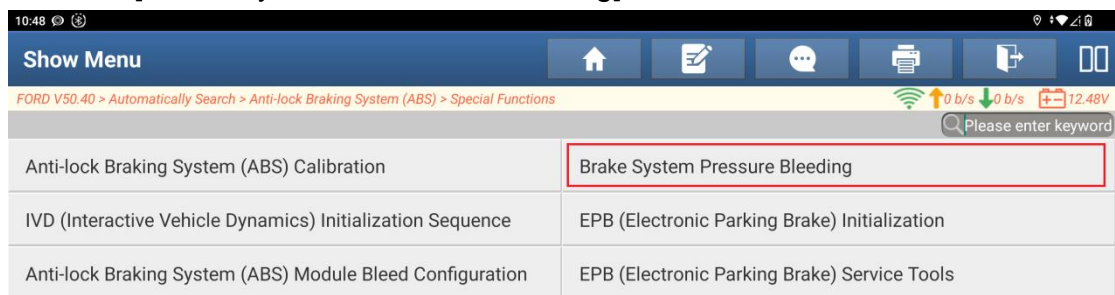 10:48
Show Menu
FORD V50.40 > Automatically Search > Anti-lock Braking System (ABS) > Special Functions
0 b/s 0 b/s 12.48V
Please enter keyword
Anti-lock Braking System (ABS) Calibration
Brake System Pressure Bleeding
IVD (Interactive Vehicle Dynamics) Initialization Sequence
EPB (Electronic Parking Brake) Initialization
Anti-lock Braking System (ABS) Module Bleed Configuration
EPB (Electronic Parking Brake) Service Tools